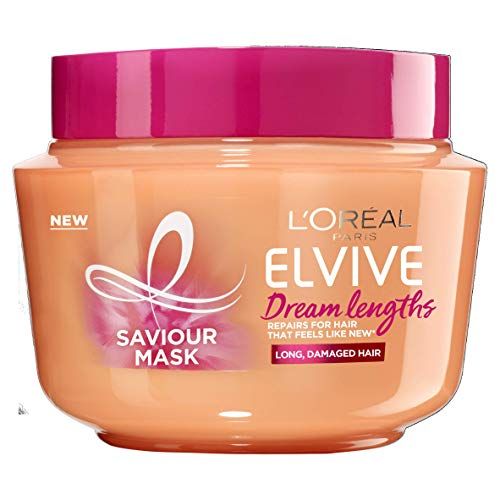 NEW
SAVIOUR
MASK
L'ORÉAL
PARIS
ELVIVE
Dream lengths
REPAIRS FOR HAIR
THAT FEELS LIKE NEW*
LONG, DAMAGED HAIR